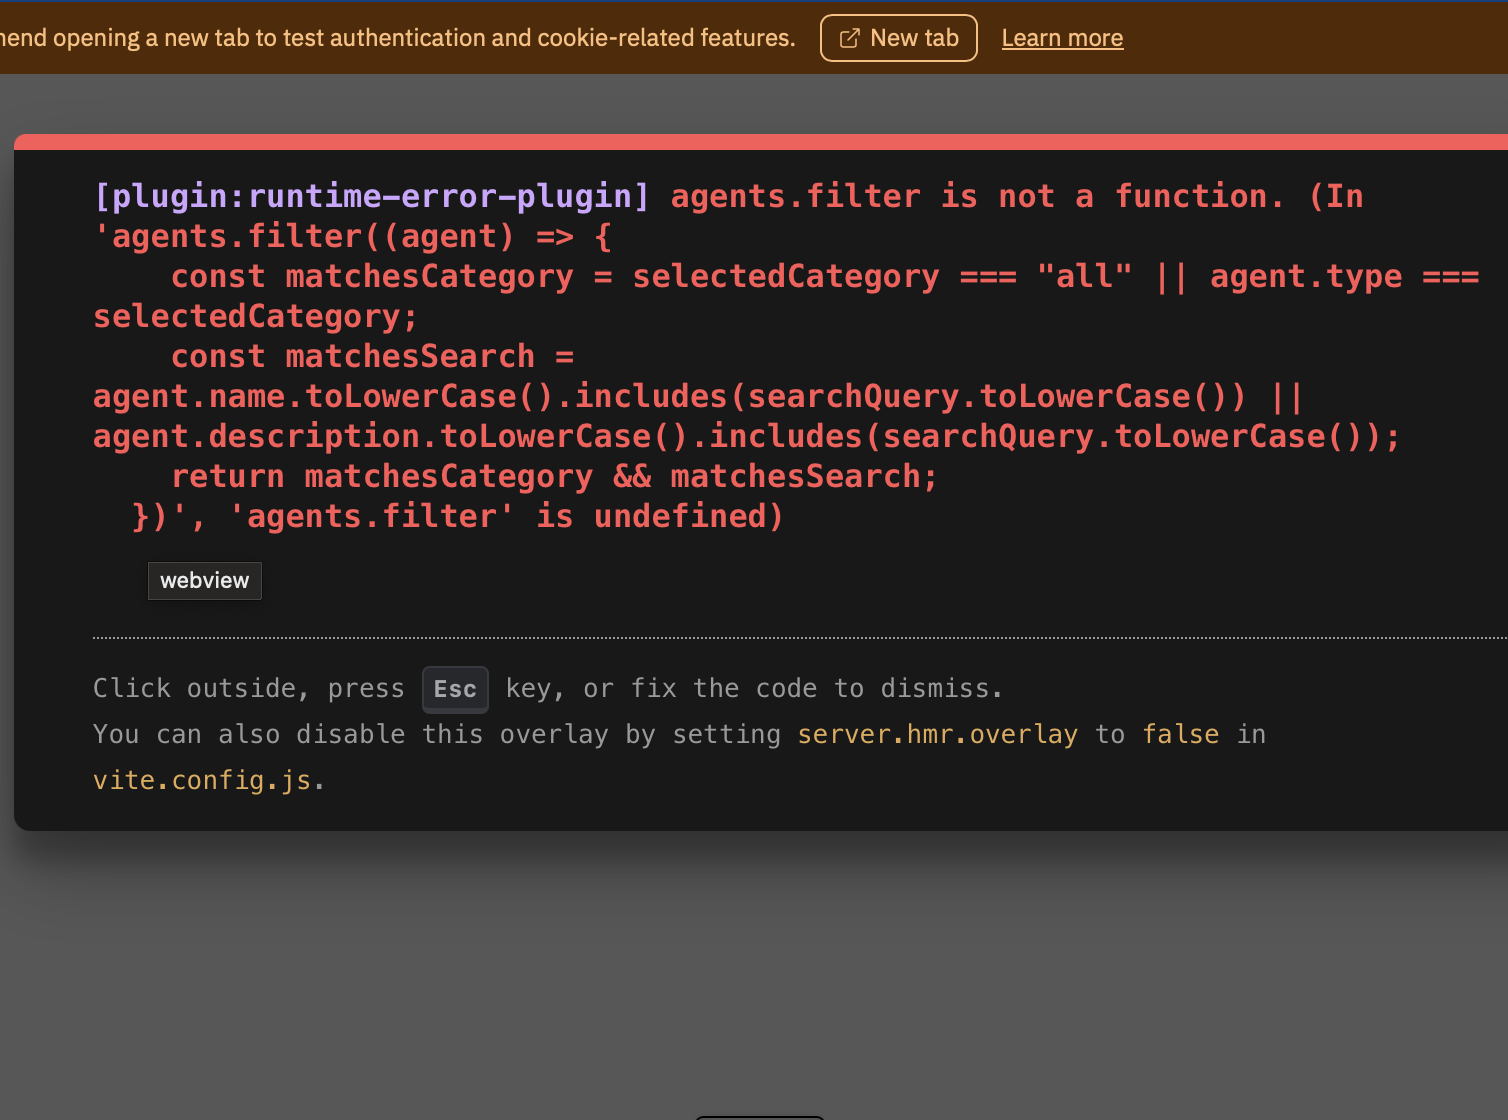 opening a new tab to test authentication and cookie-related features. New tab Learn more
[plugin:runtime-error-plugin] agents.filter is not a function. (In
'agents.filter((agent) => {
    const matchesCategory = selectedCategory === "all" || agent.type ===
selectedCategory;
    const matchesSearch =
agent.name.toLowerCase().includes(searchQuery.toLowerCase()) ||
agent.description.toLowerCase().includes(searchQuery.toLowerCase());
    return matchesCategory && matchesSearch;
  })', 'agents.filter' is undefined)
webview
Click outside, press Esc key, or fix the code to dismiss.
You can also disable this overlay by setting server.hmr.overlay to false in
vite.config.js.